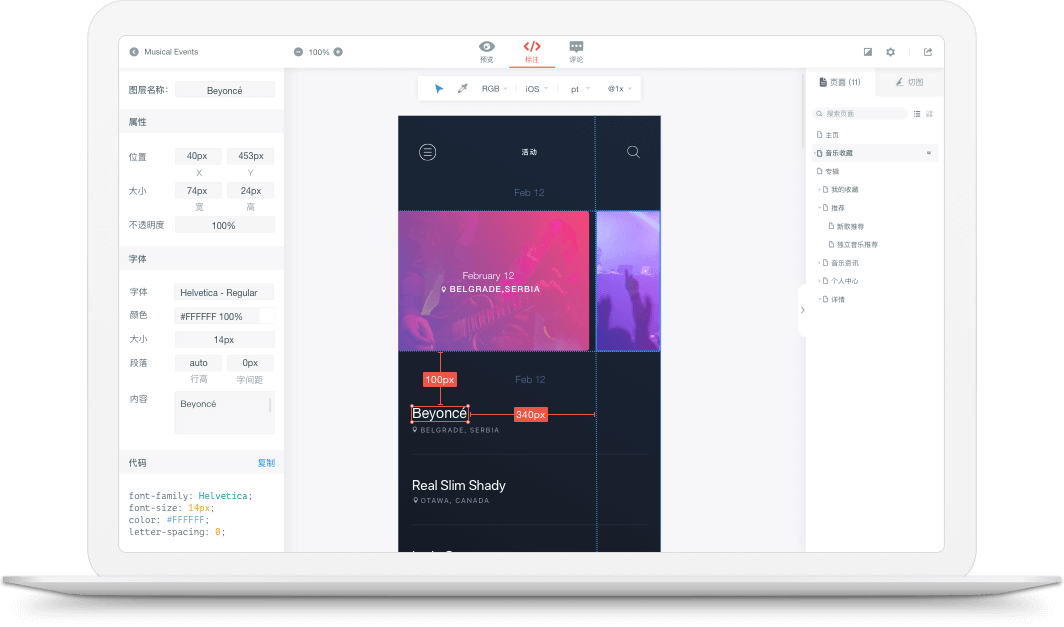 Musical Events
100%
预览
标注
评论
图层名称:
Beyoncé
属性
位置
40px
453px
X
Y
大小
74px
24px
宽
高
不透明度
100%
字体
字体
Helvetica - Regular
颜色
#FFFFFF 100%
大小
14px
段落
auto
0px
行高
字间距
内容
Beyoncé
代码
复制
font-family: Helvetica;
font-size: 14px;
color: #FFFFFF;
letter-spacing: 0;
RGB
iOS
pt
@1x
活动
Feb 12
February 12
BELGRADE,SERBIA
100px
Feb 12
Beyoncé
340px
BELGRADE, SERBIA
Real Slim Shady
OTAWA, CANADA
页面 (11)
切图
搜索页面
主页
音乐收藏
专辑
我的收藏
推荐
新歌推荐
独立音乐推荐
音乐资讯
个人中心
详情